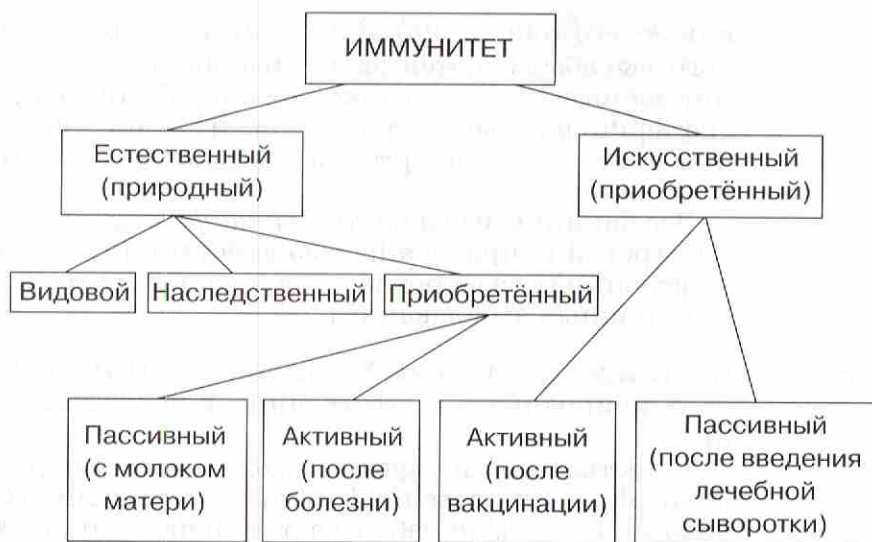 ИММУНИТЕТ
Естественный
(природный)
Искусственный
(приобретённый)
Видовой
Наследственный
Приобретённый
Пассивный
(с молоком
матери)
Активный
(после
болезни)
Активный
(после
вакцинации)
Пассивный
(после введения
лечебной
сыворотки)